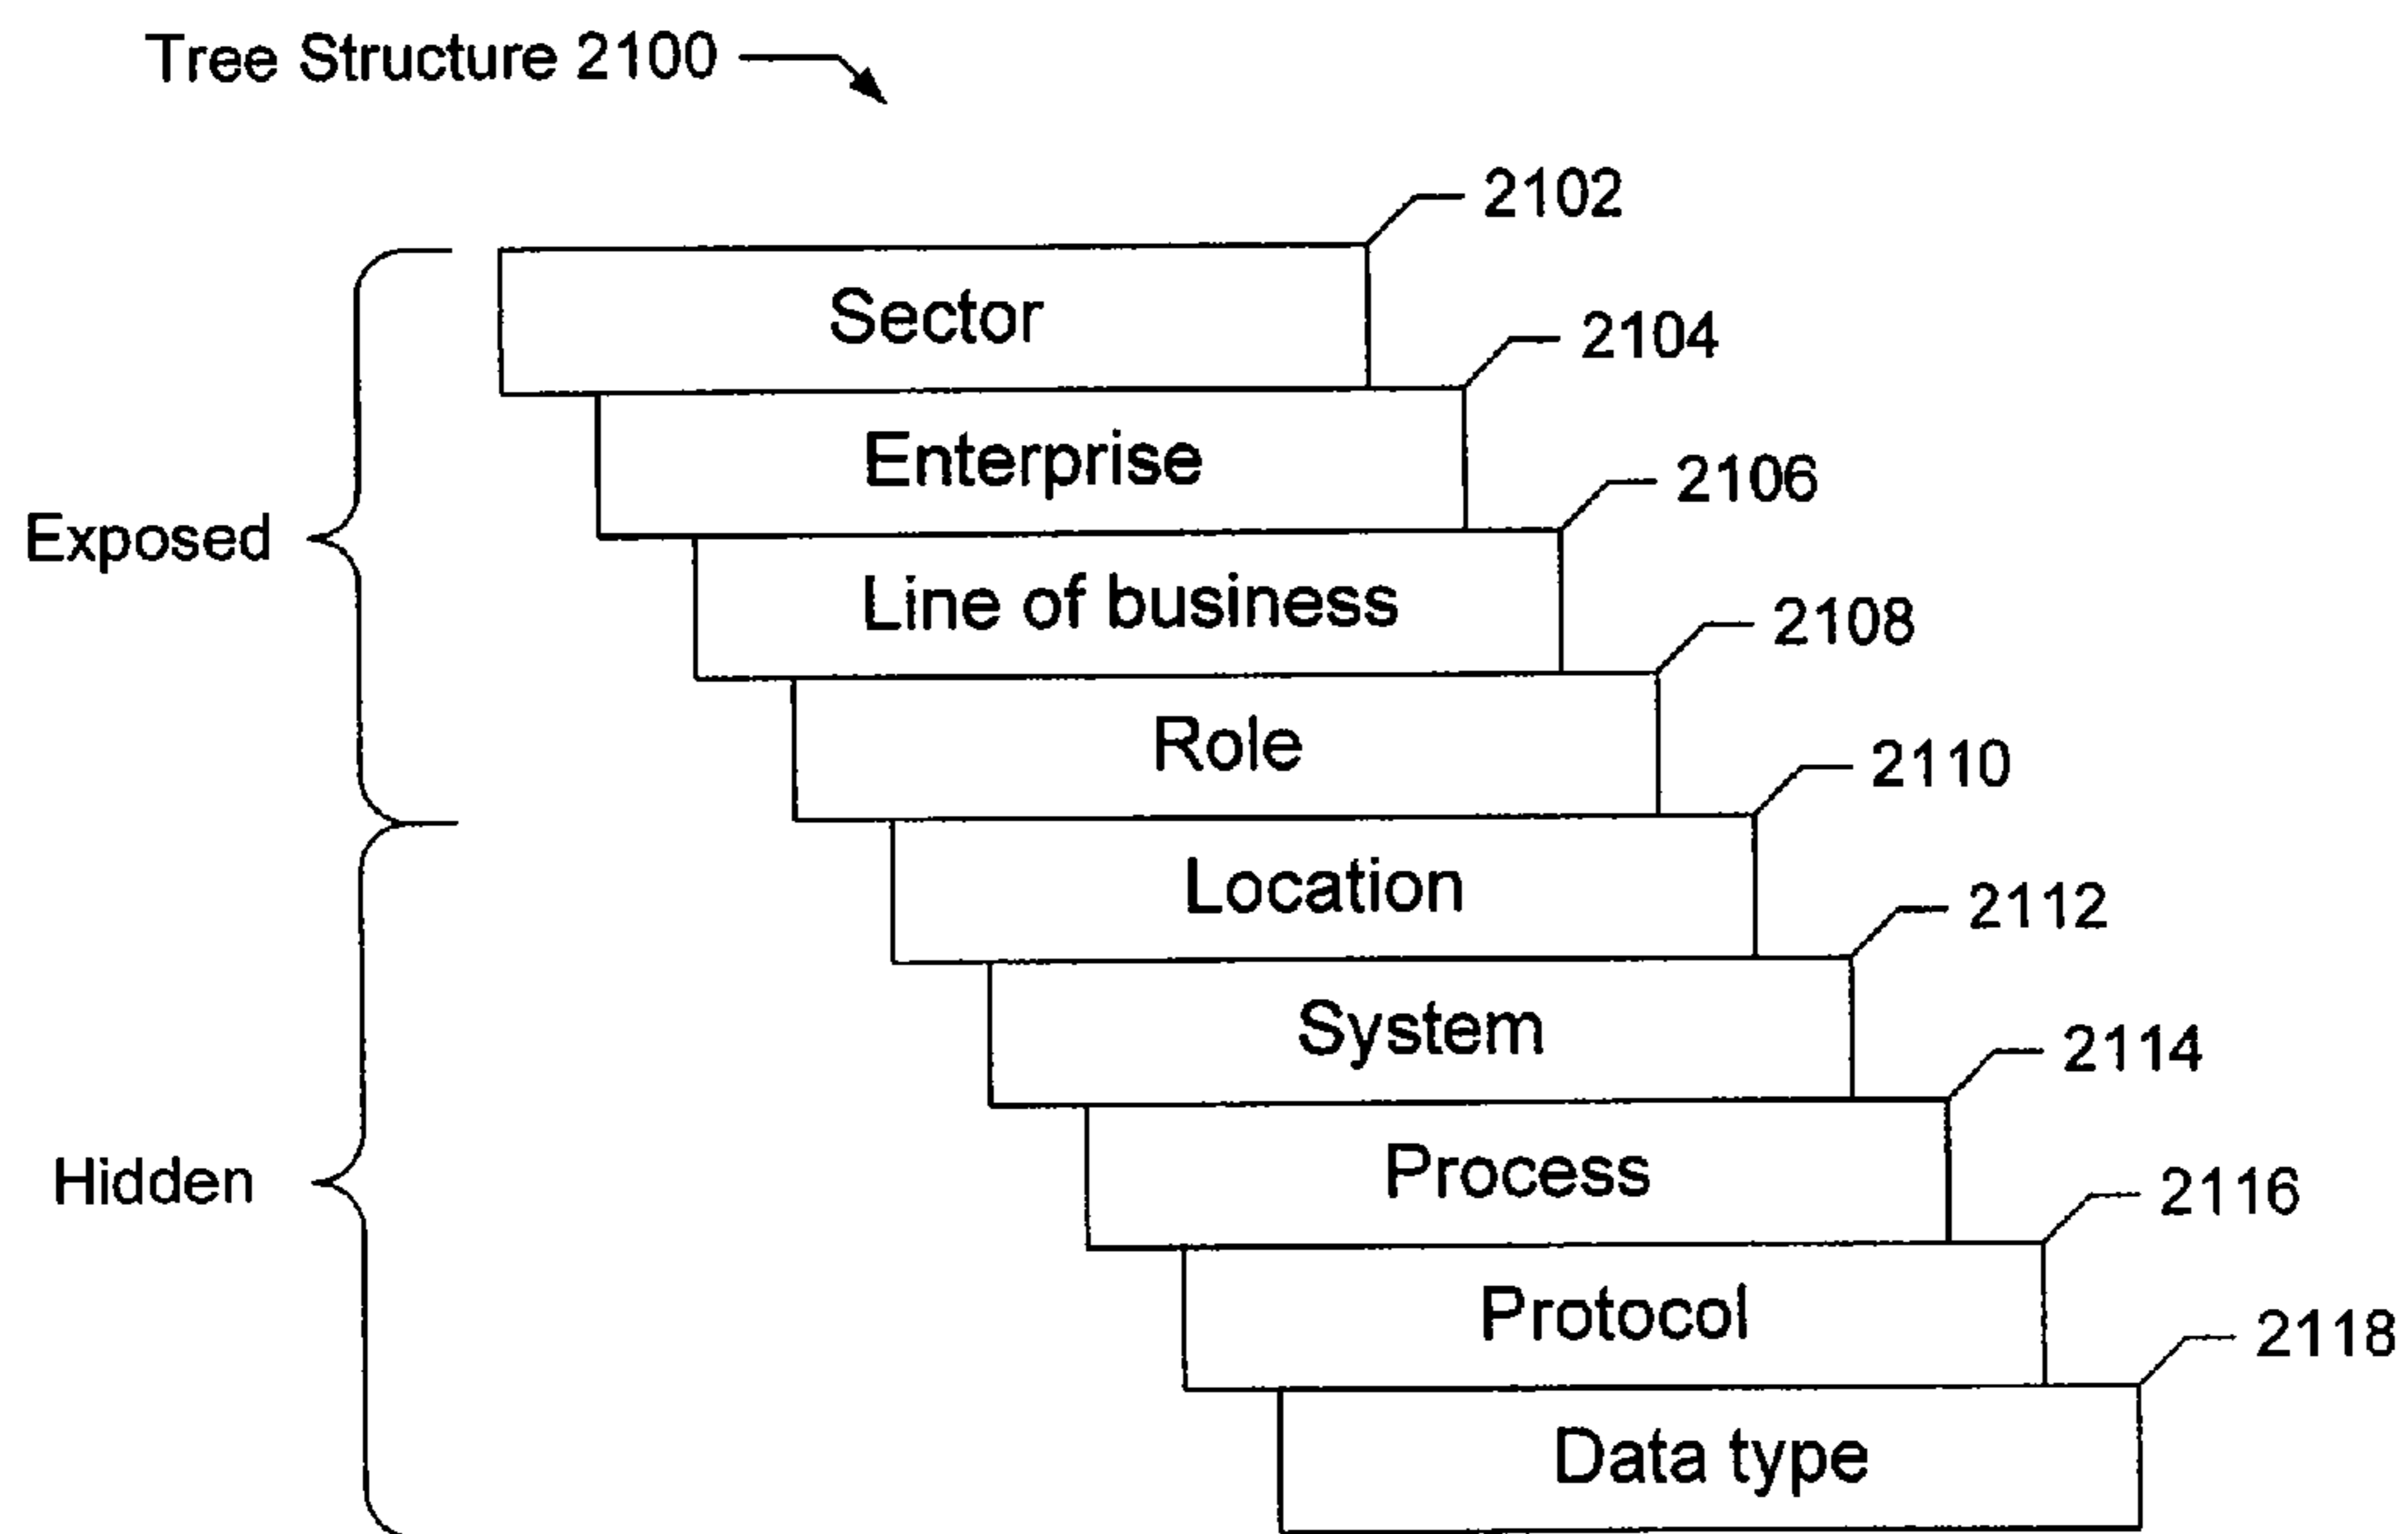 Tree Structure 2100
2102
Sector
2104
Enterprise
2106
Exposed
Line of business
2108
Role
2110
Location
2112
System
2114
Hidden
Process
2116
Protocol
2118
Data type